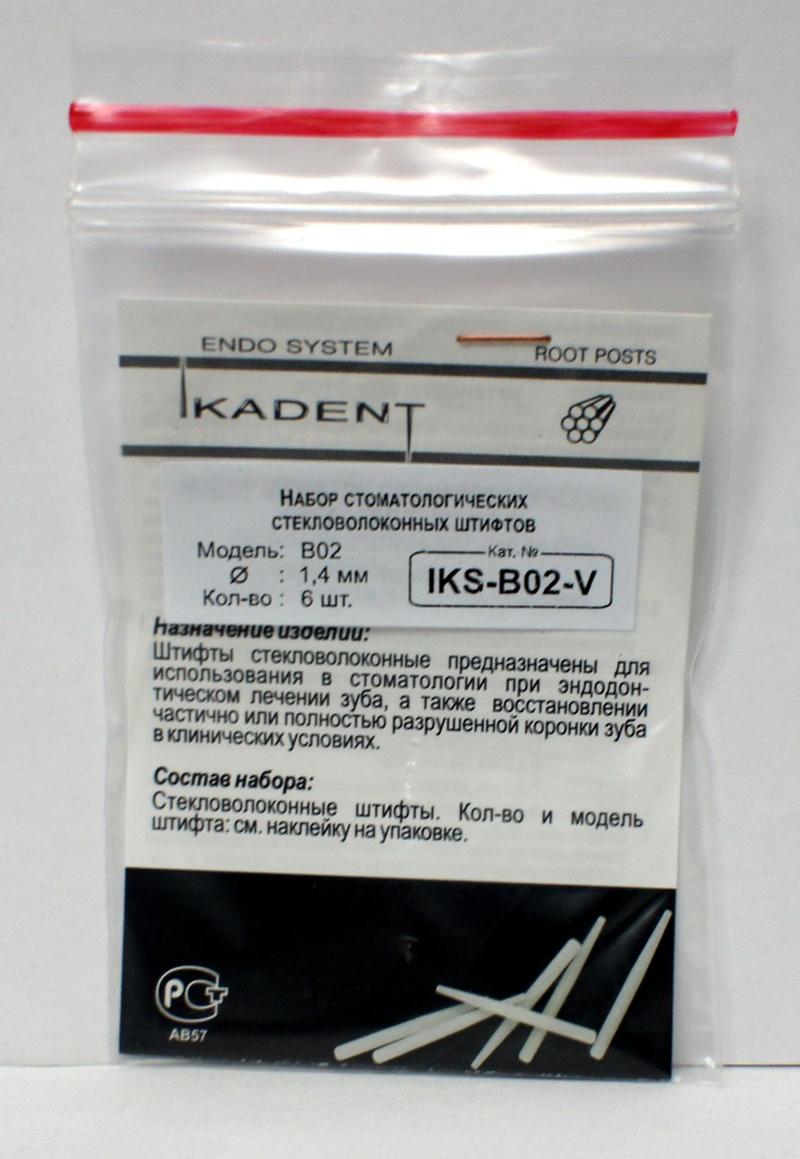 ENDO SYSTEM
ROOT POSTS
IKADENT
НАБОР СТОМАТОЛОГИЧЕСКИХ
СТЕКЛОВОЛОКОННЫХ ШТИФТОВ
Модель: B02
Ø : 1,4 мм
Кол-во : 6 шт.
Кат. №
IKS-B02-V
Назначение изделий:
Штифты стекловолоконные предназначены для
использования в стоматологии при эндодон-
тическом лечении зуба, а также восстановлении
частично или полностью разрушенной коронки зуба
в клинических условиях.
Состав набора:
Стекловолоконные штифты. Кол-во и модель
штифта: см. наклейку на упаковке.
РСТ
АВ57